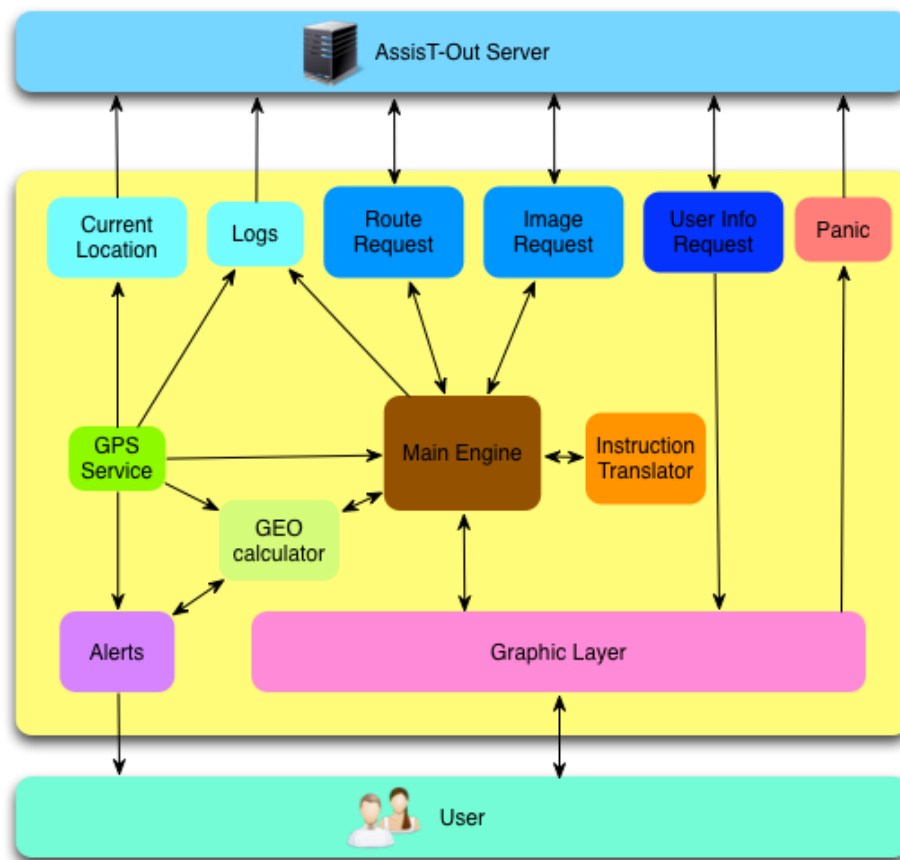 AssisT-Out Server
Current
Location
Logs
Route
Request
Image
Request
User Info
Request
Panic
GPS
Service
Main Engine
Instruction
Translator
GEO
calculator
Alerts
Graphic Layer
User